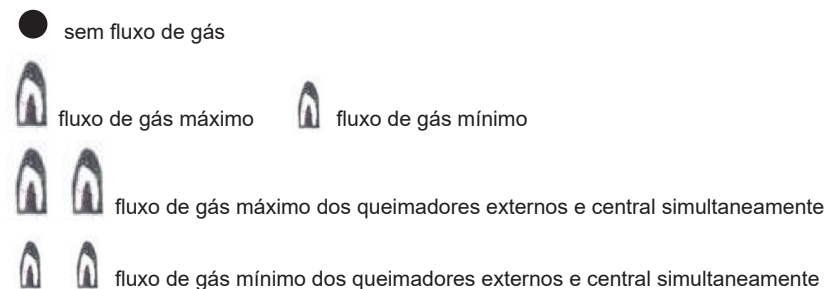 sem fluxo de gás
fluxo de gás máximo fluxo de gás mínimo
fluxo de gás máximo dos queimadores externos e central simultaneamente
fluxo de gás mínimo dos queimadores externos e central simultaneamente